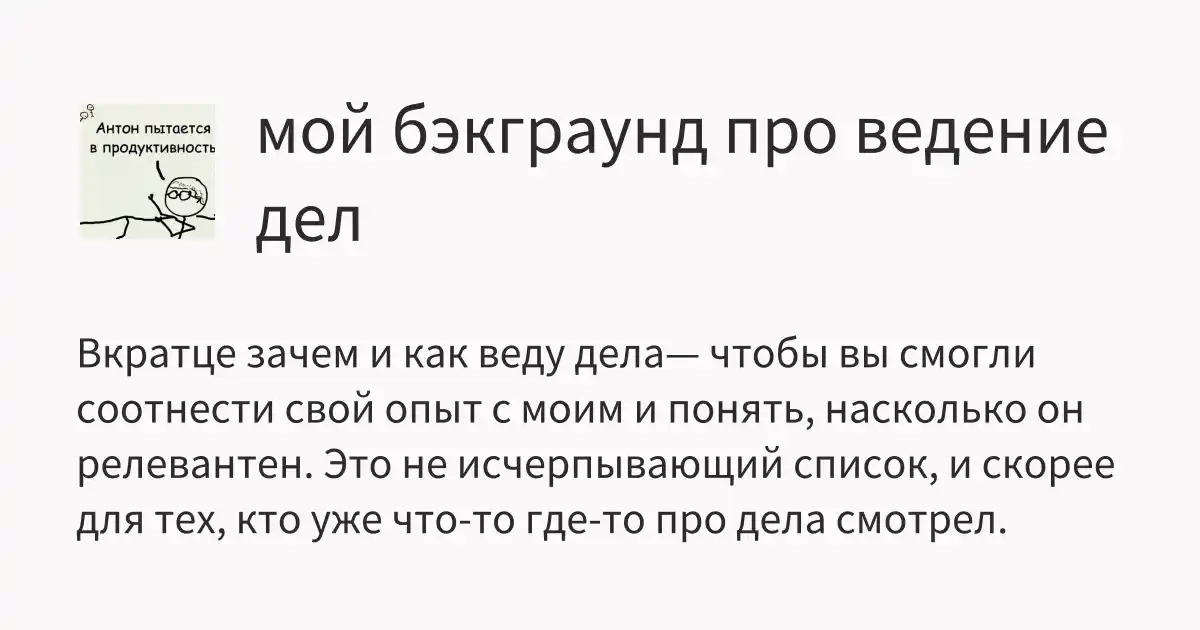 Антон пытается
в продуктивность
мой бэкграунд про ведение
дел
Вкратце зачем и как веду дела— чтобы вы смогли
соотнести свой опыт с моим и понять, насколько он
релевантен. Это не исчерпывающий список, и скорее
для тех, кто уже что-то где-то про дела смотрел.